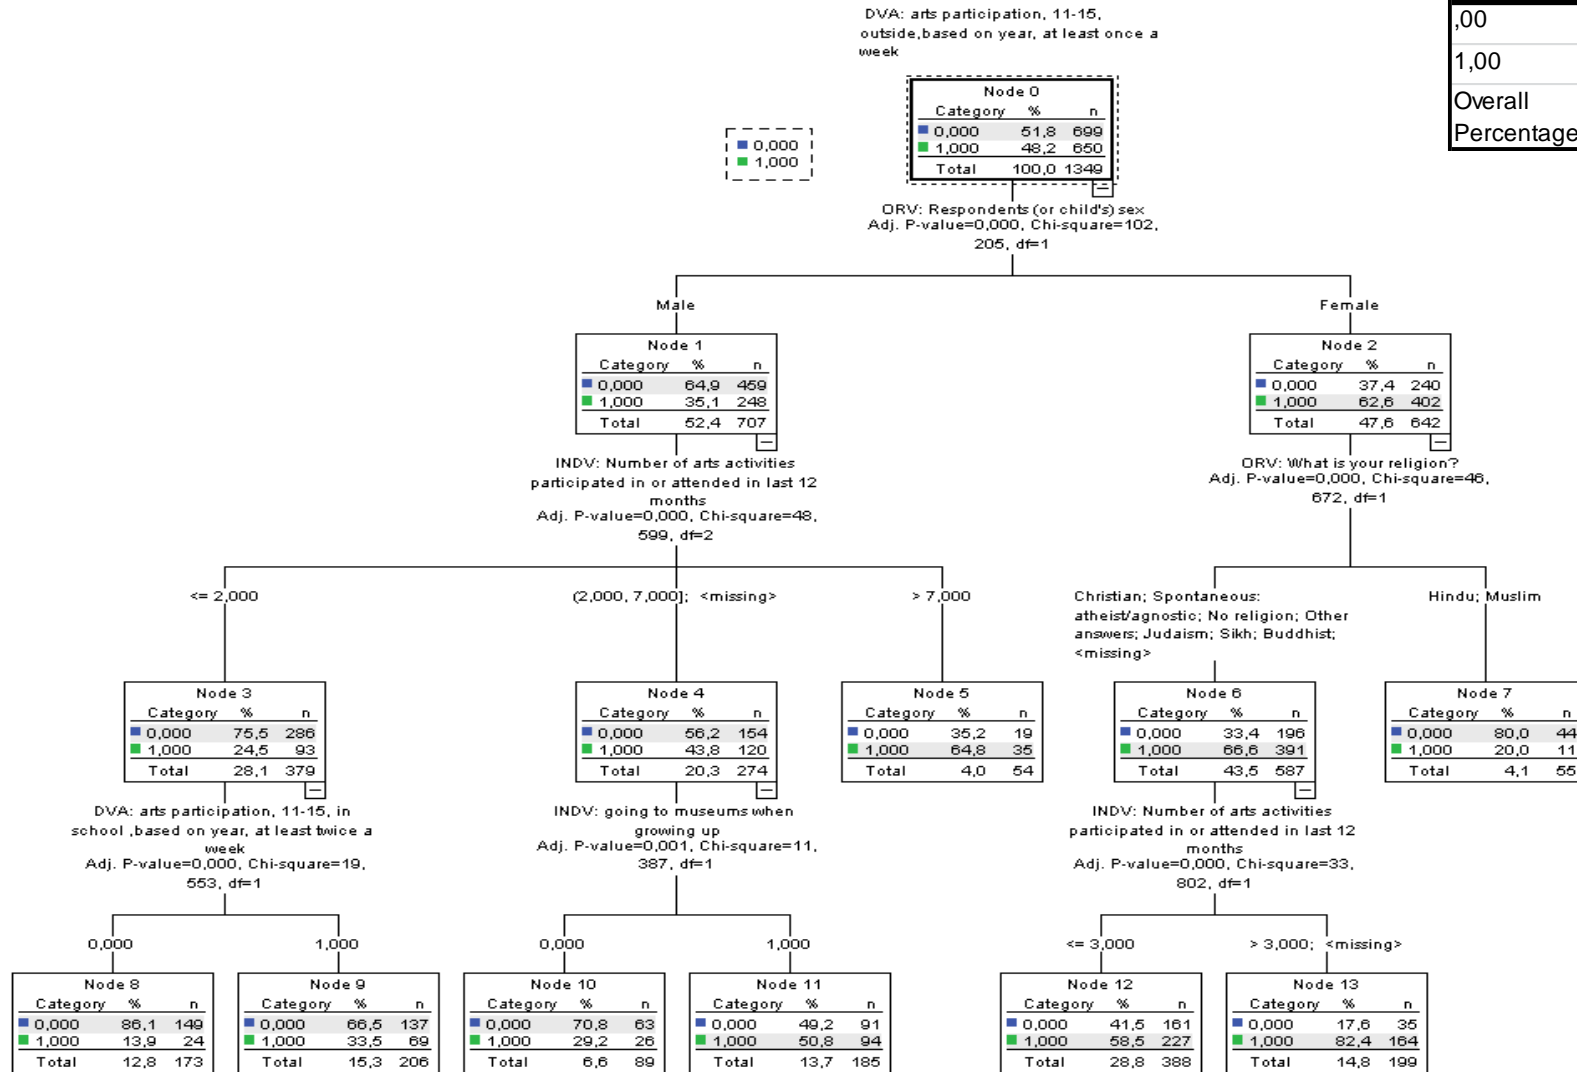 DVA: arts participation, 11-15,
outside,based on year, at least once a
week
,00
1,00
Overall
Percentage
0,000
1,000
Node 0
Category % n
0,000 51,8 699
1,000 48,2 650
Total 100,0 1349
ORV: Respondents (or child's) sex
Adj. P-value=0,000, Chi-square=102,
205, df=1
Male
Female
Node 1
Category % n
0,000 64,9 459
1,000 35,1 248
Total 52,4 707
Node 2
Category % n
0,000 37,4 240
1,000 62,6 402
Total 47,6 642
INDV: Number of arts activities
participated in or attended in last 12
months
Adj. P-value=0,000, Chi-square=48,
599, df=2
ORV: What is your religion?
Adj. P-value=0,000, Chi-square=46,
672, df=1
<= 2,000
(2,000, 7,000]; <missing>
> 7,000
Christian; Spontaneous:
atheist/agnostic; No religion; Other
answers; Judaism; Sikh; Buddhist;
<missing>
Hindu; Muslim
Node 3
Category % n
0,000 75,5 286
1,000 24,5 93
Total 28,1 379
Node 4
Category % n
0,000 56,2 154
1,000 43,8 120
Total 20,3 274
Node 5
Category % n
0,000 35,2 19
1,000 64,8 35
Total 4,0 54
Node 6
Category % n
0,000 33,4 196
1,000 66,6 391
Total 43,5 587
Node 7
Category % n
0,000 80,0 44
1,000 20,0 11
Total 4,1 55
DVA: arts participation, 11-15, in
school ,based on year, at least twice a
week
Adj. P-value=0,000, Chi-square=19,
553, df=1
INDV: going to museums when
growing up
Adj. P-value=0,001, Chi-square=11,
387, df=1
INDV: Number of arts activities
participated in or attended in last 12
months
Adj. P-value=0,000, Chi-square=33,
802, df=1
0,000
1,000
0,000
1,000
<= 3,000
> 3,000; <missing>
Node 8
Category % n
0,000 86,1 149
1,000 13,9 24
Total 12,8 173
Node 9
Category % n
0,000 66,5 137
1,000 33,5 69
Total 15,3 206
Node 10
Category % n
0,000 70,8 63
1,000 29,2 26
Total 6,6 89
Node 11
Category % n
0,000 49,2 91
1,000 50,8 94
Total 13,7 185
Node 12
Category % n
0,000 41,5 161
1,000 58,5 227
Total 28,8 388
Node 13
Category % n
0,000 17,6 35
1,000 82,4 164
Total 14,8 199